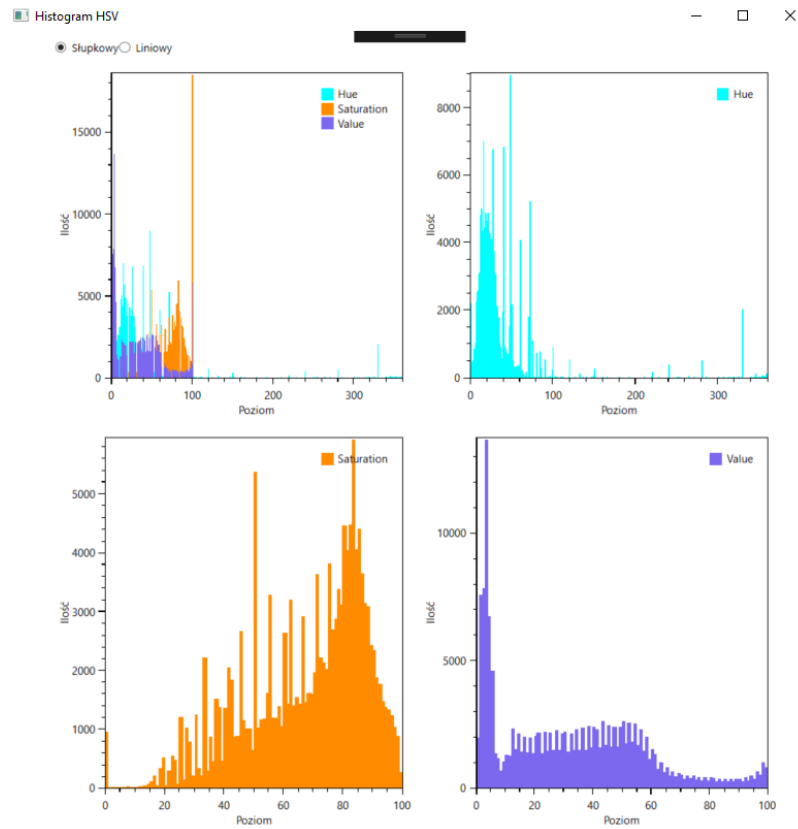 Histogram HSV
Słupkowy Liniowy
Hue
Saturation
Value
15000
10000
5000
0
Ilość
0 100 200 300
Poziom
Hue
8000
6000
4000
2000
0
Ilość
0 100 200 300
Poziom
Saturation
5000
4000
3000
2000
1000
0
Ilość
0 20 40 60 80 100
Poziom
Value
10000
5000
0
Ilość
0 20 40 60 80 100
Poziom